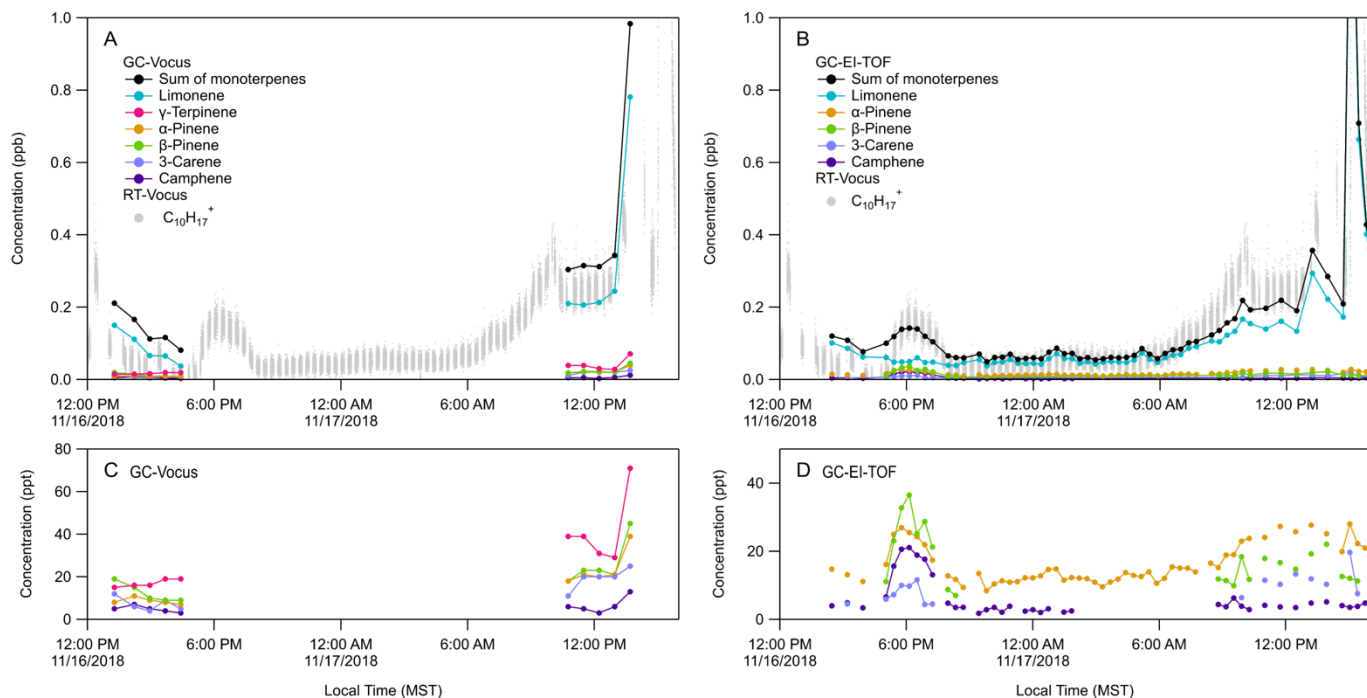 A
GC-Vocus
Sum of monoterpenes
Limonene
γ-Terpinene
α-Pinene
β-Pinene
3-Carene
Camphene
RT-Vocus
C10H17+
Concentration (ppb)
1.0
0.8
0.6
0.4
0.2
0.0
12:00 PM 6:00 PM 12:00 AM 6:00 AM 12:00 PM
11/16/2018 11/17/2018
B
GC-EI-TOF
Sum of monoterpenes
Limonene
α-Pinene
β-Pinene
3-Carene
Camphene
RT-Vocus
C10H17+
Concentration (ppb)
1.0
0.8
0.6
0.4
0.2
0.0
12:00 PM 6:00 PM 12:00 AM 6:00 AM 12:00 PM
11/16/2018 11/17/2018
C GC-Vocus
Concentration (ppt)
80
60
40
20
0
12:00 PM 6:00 PM 12:00 AM 6:00 AM 12:00 PM
11/16/2018 11/17/2018
Local Time (MST)
D GC-EI-TOF
Concentration (ppt)
40
20
0
12:00 PM 6:00 PM 12:00 AM 6:00 AM 12:00 PM
11/16/2018 11/17/2018
Local Time (MST)